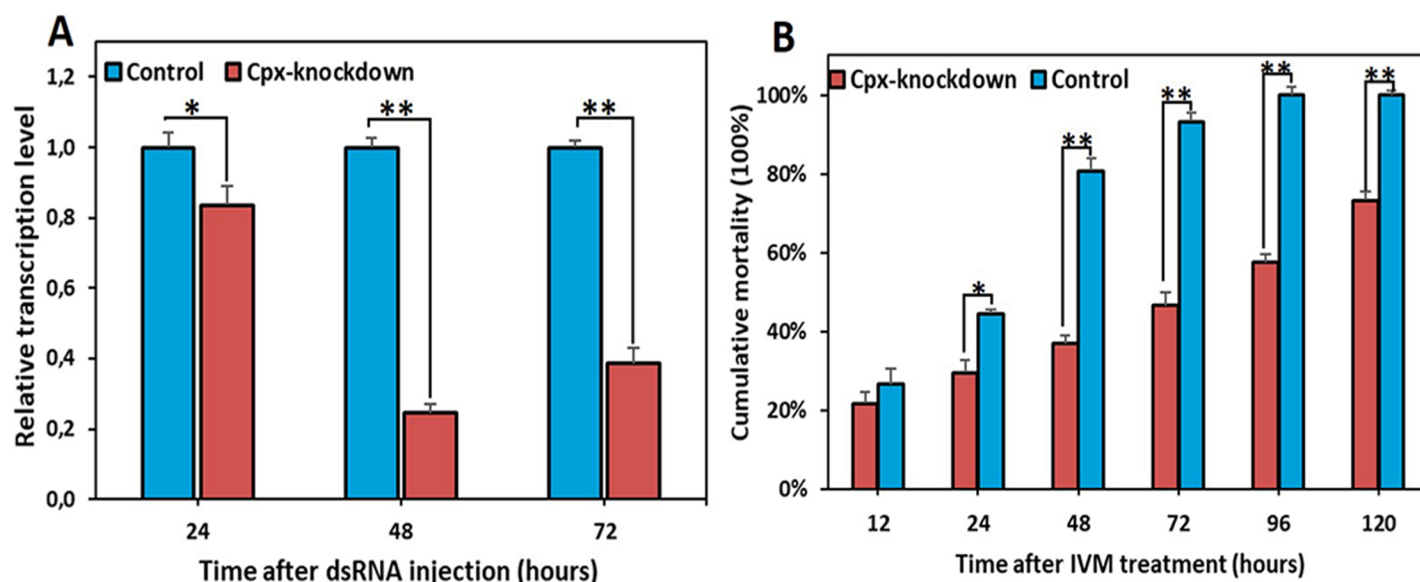 A
Control Cpx-knockdown
Relative transcription level
1,2
1,0
0,8
0,6
0,4
0,2
0,0
* ** **
24 48 72
Time after dsRNA injection (hours)
B
Cpx-knockdown Control
Cumulative mortality (100%)
100%
80%
60%
40%
20%
0%
* ** ** ** **
12 24 48 72 96 120
Time after IVM treatment (hours)